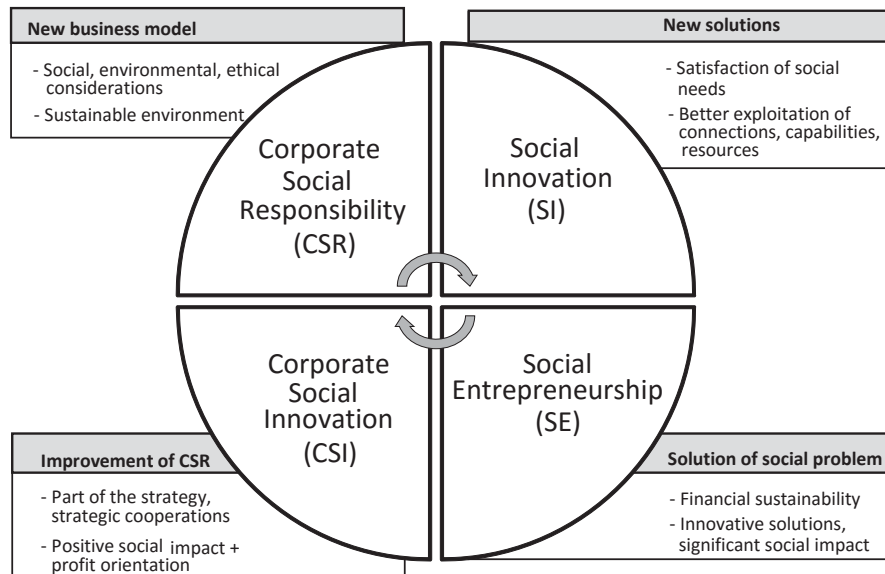 New business model
- Social, environmental, ethical
considerations
- Sustainable environment
New solutions
- Satisfaction of social
needs
- Better exploitation of
connections, capabilities,
resources
Corporate
Social
Responsibility
(CSR)
Social
Innovation
(SI)
Corporate
Social
Innovation
(CSI)
Social
Entrepreneurship
(SE)
Improvement of CSR
- Part of the strategy,
strategic cooperations
- Positive social impact +
profit orientation
Solution of social problem
- Financial sustainability
- Innovative solutions,
significant social impact